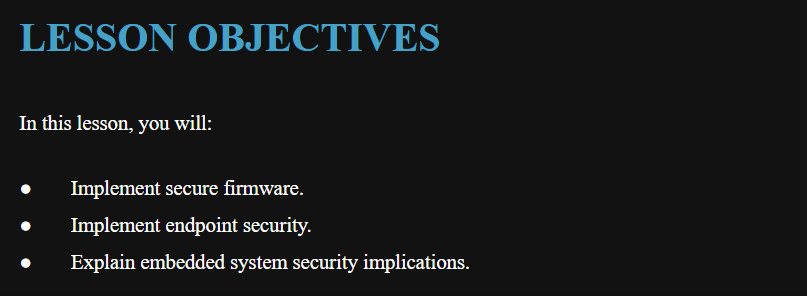 LESSON OBJECTIVES
In this lesson, you will:
● Implement secure firmware.
● Implement endpoint security.
● Explain embedded system security implications.